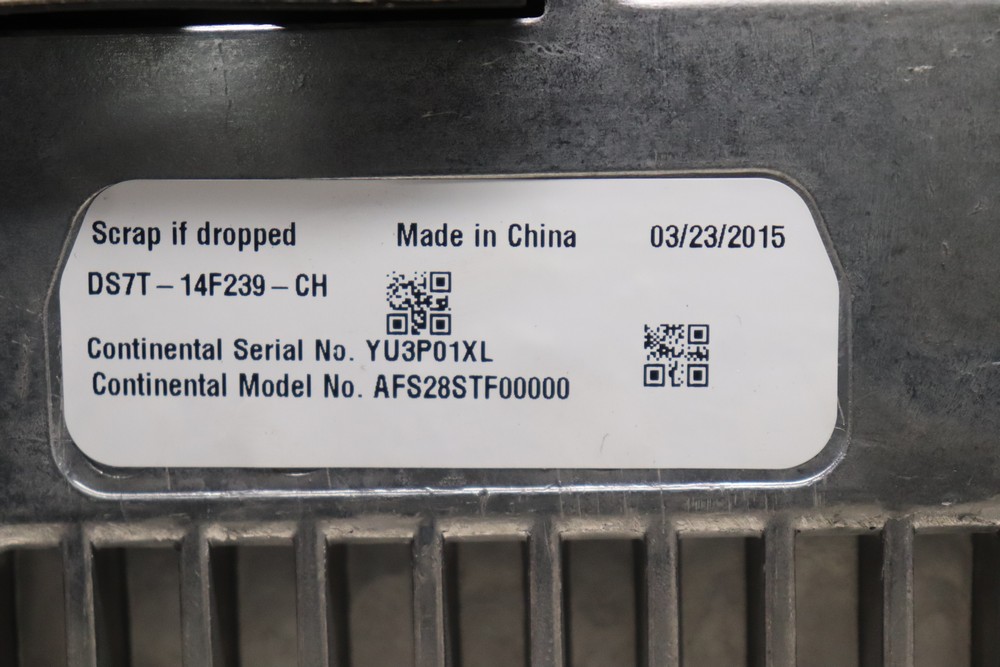 Scrap if dropped Made in China 03/23/2015
DS7T – 14F239 – CH
Continental Serial No. YU3P01XL
Continental Model No. AFS28STF00000